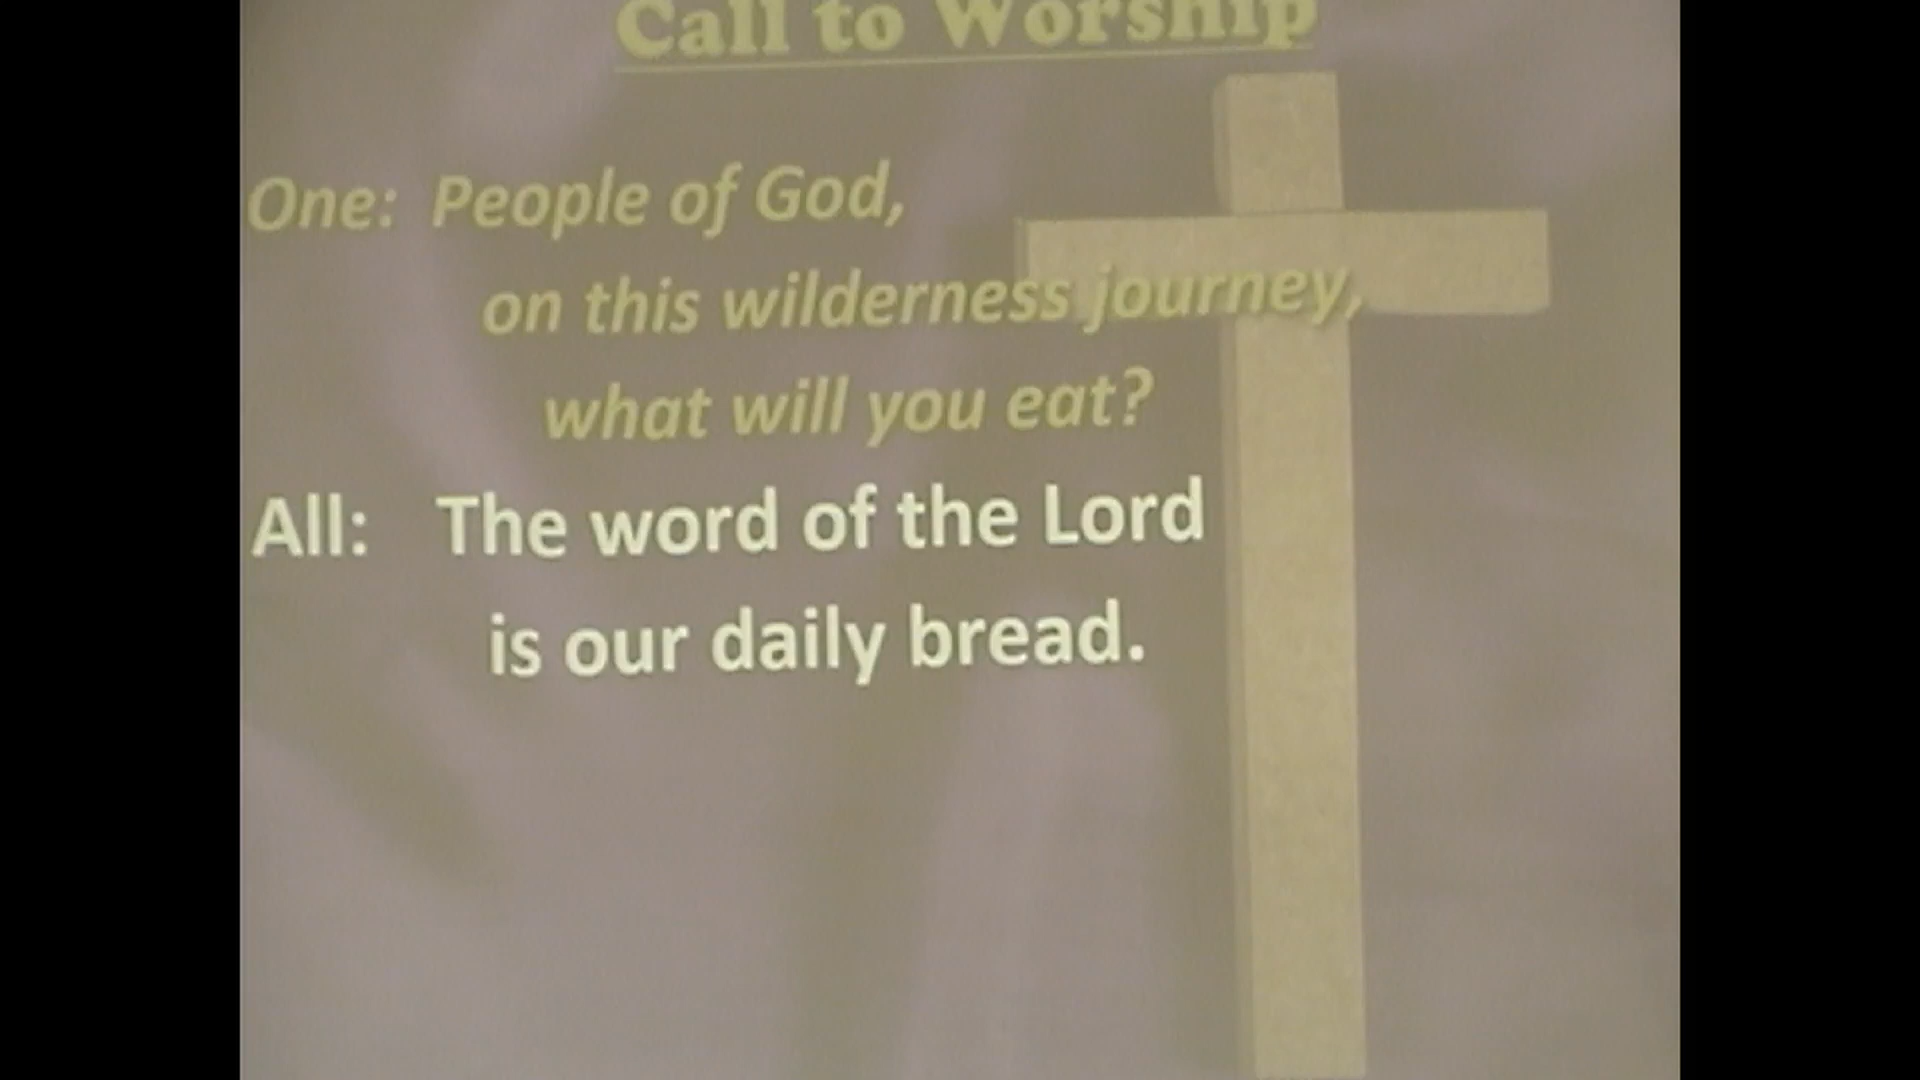 Call to Worship
One: People of God,
on this wilderness journey,
what will you eat?
All: The word of the Lord
is our daily bread.